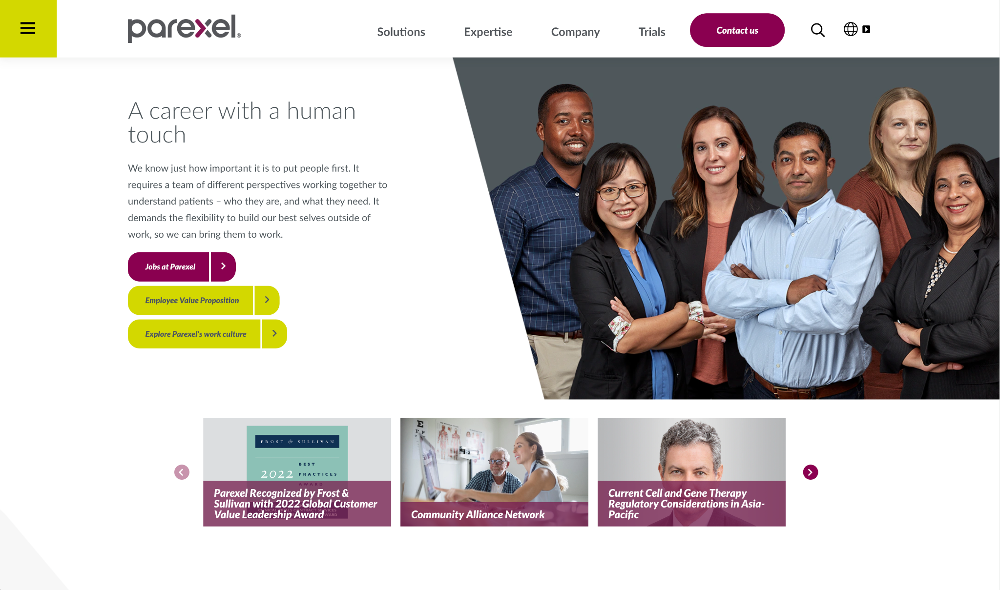 parexel®
Solutions
Expertise
Company
Trials
Contact us
A career with a human
touch
We know just how important it is to put people first. It
requires a team of different perspectives working together to
understand patients – who they are, and what they need. It
demands the flexibility to build our best selves outside of
work, so we can bring them to work.
Jobs at Parexel
Employee Value Proposition
Explore Parexel’s work culture
FROST & SULLIVAN
2022
BEST
PRACTICES
AWARD
Parexel Recognized by Frost &
Sullivan with 2022 Global Customer
Value Leadership Award
CLINICAL TRIALS CONTRACT SERVICES
AWARD
E
F P
Community Alliance Network
Current Cell and Gene Therapy
Regulatory Considerations in Asia-
Pacific